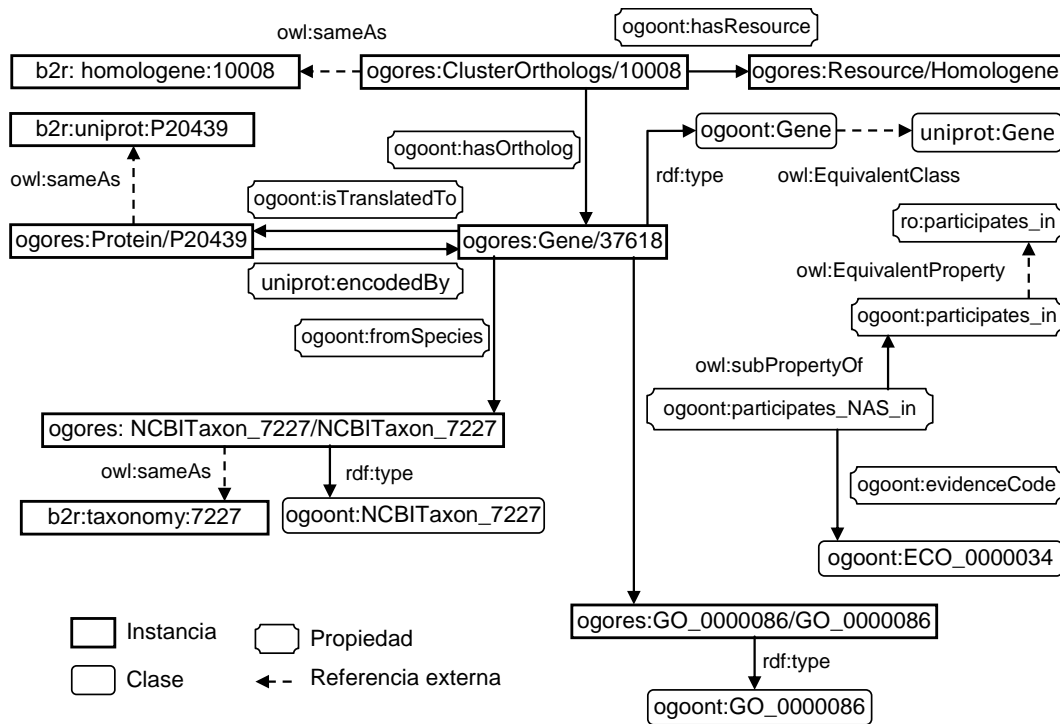 ogoont:hasResource
owl:sameAs
b2r: homologene:10008
ogores:ClusterOrthologs/10008
ogores:Resource/Homologene
b2r:uniprot:P20439
ogoont:hasOrtholog
ogoont:Gene
uniprot:Gene
owl:sameAs
rdf:type
owl:EquivalentClass
ogoont:isTranslatedTo
ogores:Protein/P20439
ogores:Gene/37618
ro:participates_in
uniprot:encodedBy
owl:EquivalentProperty
ogoont:fromSpecies
ogoont:participates_in
owl:subPropertyOf
ogoont:participates_NAS_in
ogores: NCBITaxon_7227/NCBITaxon_7227
owl:sameAs
rdf:type
ogoont:evidenceCode
b2r:taxonomy:7227
ogoont:NCBITaxon_7227
ogoont:ECO_0000034
ogores:GO_0000086/GO_0000086
Instancia
Propiedad
rdf:type
Clase
Referencia externa
ogoont:GO_0000086